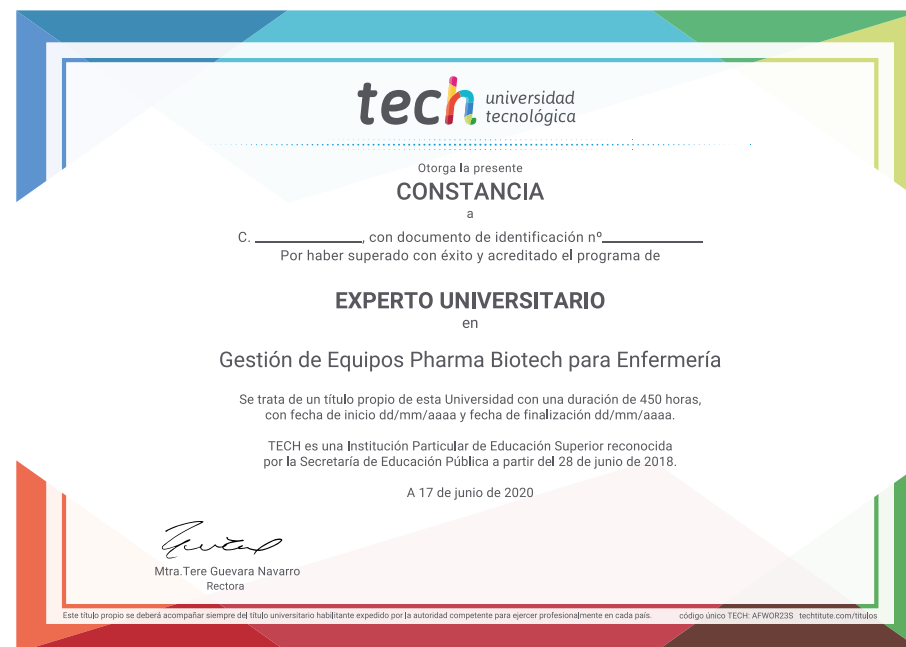 tech universidad
tecnológica
Otorga la presente
CONSTANCIA
a
C. ____________, con documento de identificación nº____________
Por haber superado con éxito y acreditado el programa de
EXPERTO UNIVERSITARIO
en
Gestión de Equipos Pharma Biotech para Enfermería
Se trata de un título propio de esta Universidad con una duración de 450 horas,
con fecha de inicio dd/mm/aaaa y fecha de finalización dd/mm/aaaa.
TECH es una Institución Particular de Educación Superior reconocida
por la Secretaría de Educación Pública a partir del 28 de junio de 2018.
A 17 de junio de 2020
Mtra.Tere Guevara Navarro
Rectora
Este título propio se deberá acompañar siempre del título universitario habilitante expedido por la autoridad competente para ejercer profesionalmente en cada país. código único TECH: AFWOR23S techtitute.com/titulos